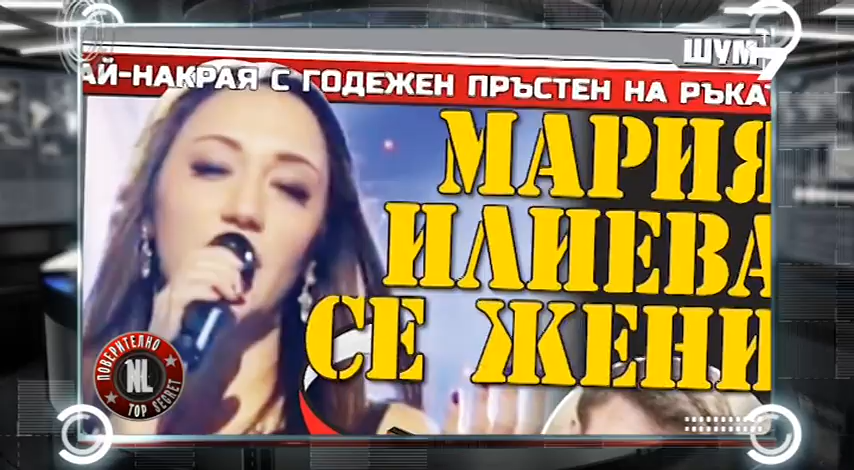 ШУМ
АЙ-НАКРАЯ С ГОДЕЖЕН ПРЪСТЕН НА РЪКАТ
МАРИЯ
ИЛИЕВА
СЕ ЖЕНИ
ПОВЕРИТЕЛНО
NL
TOP SECRET